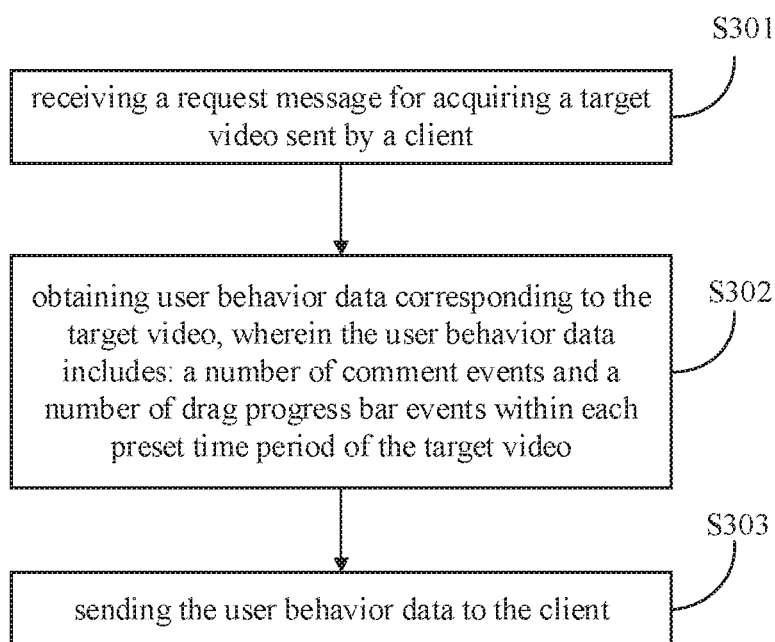 S301
receiving a request message for acquiring a target
video sent by a client
obtaining user behavior data corresponding to the
S302
target video, wherein the user behavior data
includes: a number of comment events and a
number of drag progress bar events within each
preset time period of the target video
S303
sending the user behavior data to the client